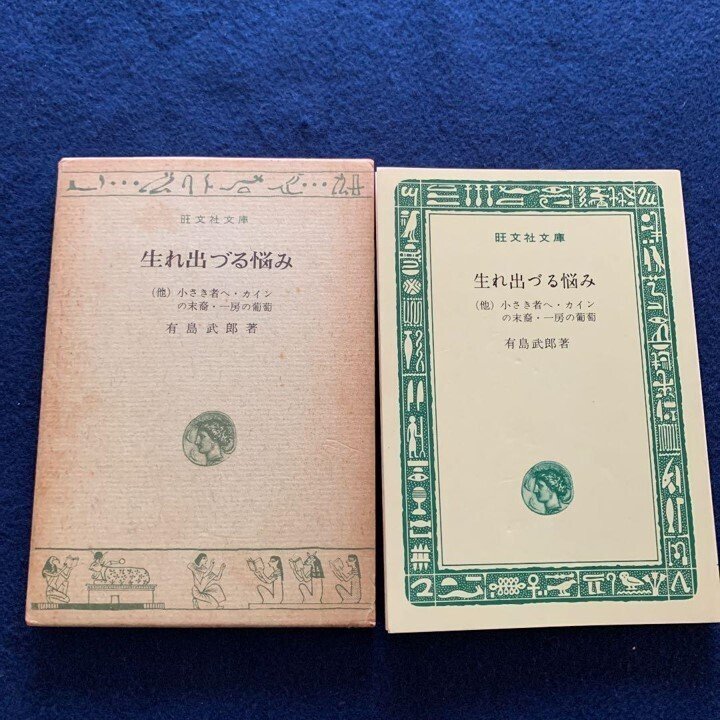 旺文社文庫
生れ出づる悩み
(他) 小さき者へ・カイン
の末裔・一房の葡萄
有島武郎著
旺文社文庫
生れ出づる悩み
(他) 小さき者へ・カイン
の末裔・一房の葡萄
有島武郎著